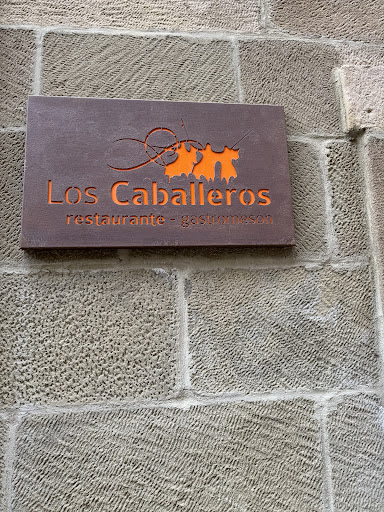 Los Caballeros
restaurante - gastromesón